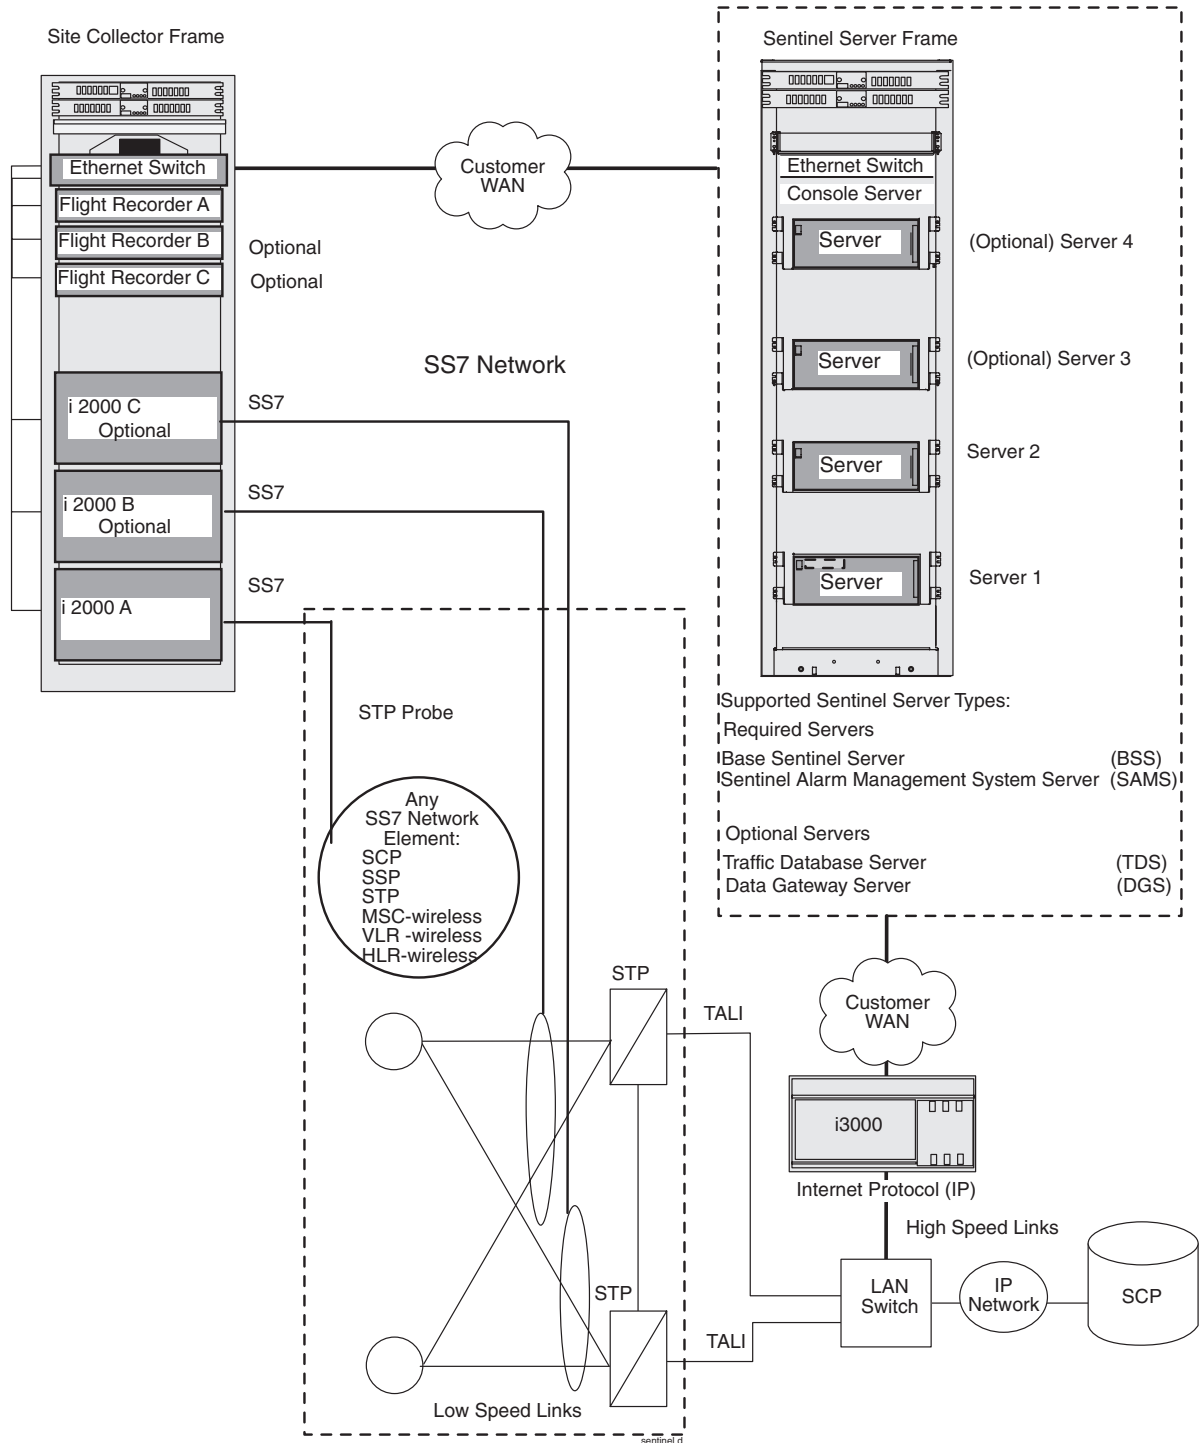 Site Collector Frame
Sentinel Server Frame
Ethernet Switch
Flight Recorder A
Flight Recorder B
Optional
Flight Recorder C
Optional
i 2000 C
Optional
SS7
i 2000 B
Optional
SS7
i 2000 A
SS7
Customer
WAN
SS7 Network
Ethernet Switch
Console Server
Server
(Optional) Server 4
Server
(Optional) Server 3
Server
Server 2
Server
Server 1
Supported Sentinel Server Types:
Required Servers
Base Sentinel Server (BSS)
Sentinel Alarm Management System Server (SAMS)
Optional Servers
Traffic Database Server (TDS)
Data Gateway Server (DGS)
STP Probe
Any
SS7 Network
Element:
SCP
SSP
STP
MSC-wireless
VLR -wireless
HLR-wireless
STP
TALI
Customer
WAN
i3000
Internet Protocol (IP)
High Speed Links
LAN
Switch
IP
Network
SCP
STP
TALI
Low Speed Links
sentinel.d